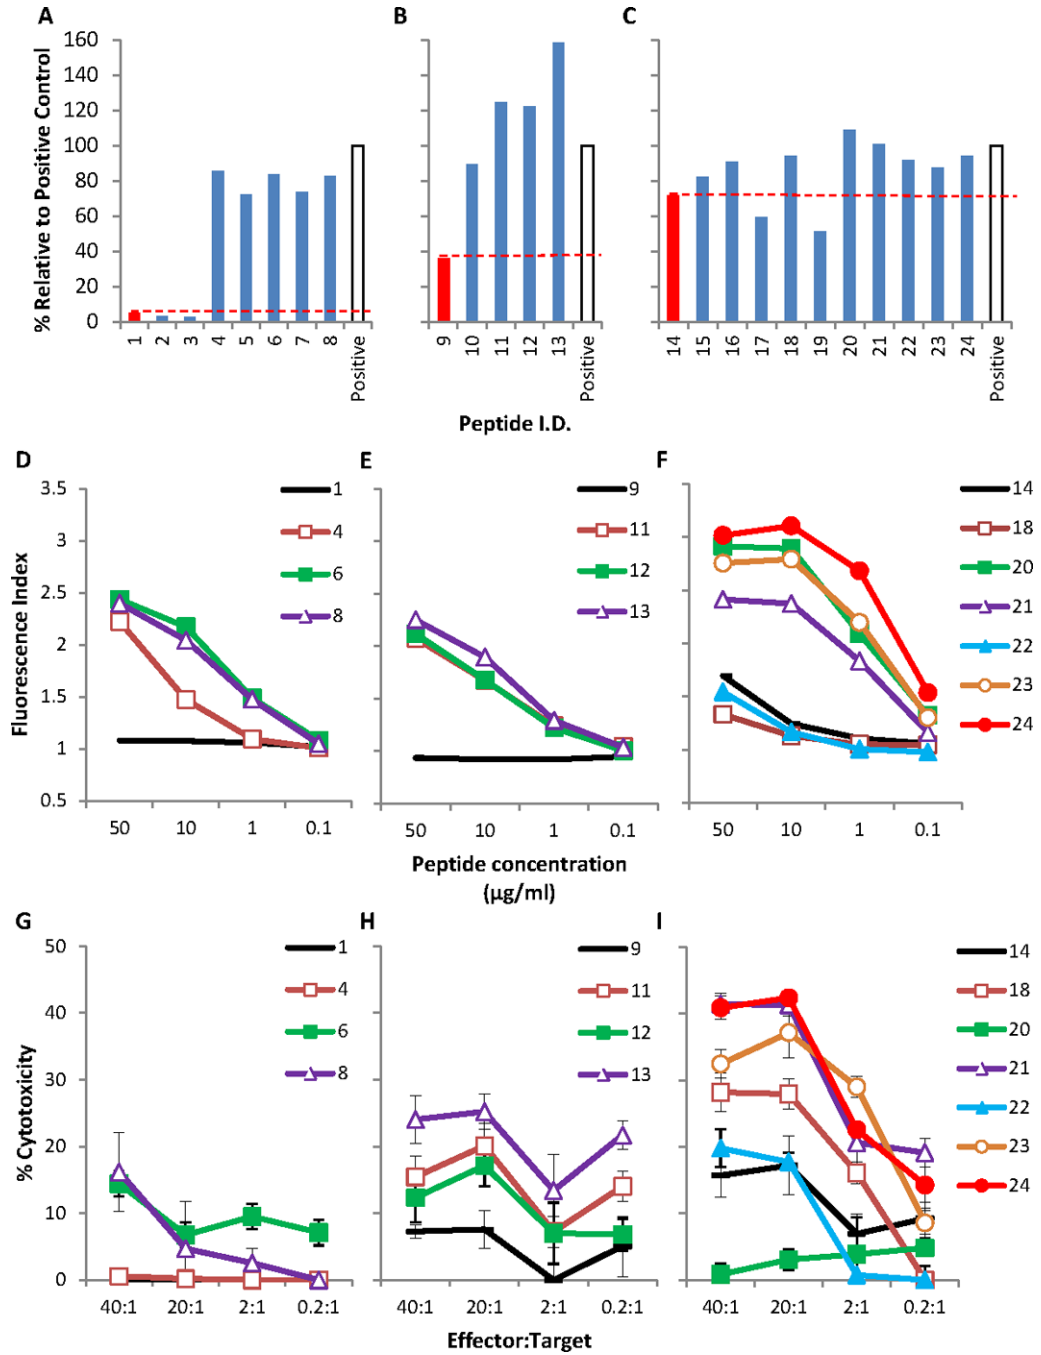 A
B
C
% Relative to Positive Control
160
140
120
100
80
60
40
20
0
1 2 3 4 5 6 7 8 Positive
9 10 11 12 13 Positive
14 15 16 17 18 19 20 21 22 23 24 Positive
Peptide I.D.
D
E
F
Fluorescence Index
3.5
3
2.5
2
1.5
1
0.5
1
4
6
8
9
11
12
13
14
18
20
21
22
23
24
50 10 1 0.1
50 10 1 0.1
50 10 1 0.1
Peptide concentration
(µg/ml)
G
H
I
% Cytotoxicity
50
40
30
20
10
0
1
4
6
8
9
11
12
13
14
18
20
21
22
23
24
40:1 20:1 2:1 0.2:1
40:1 20:1 2:1 0.2:1
40:1 20:1 2:1 0.2:1
Effector:Target